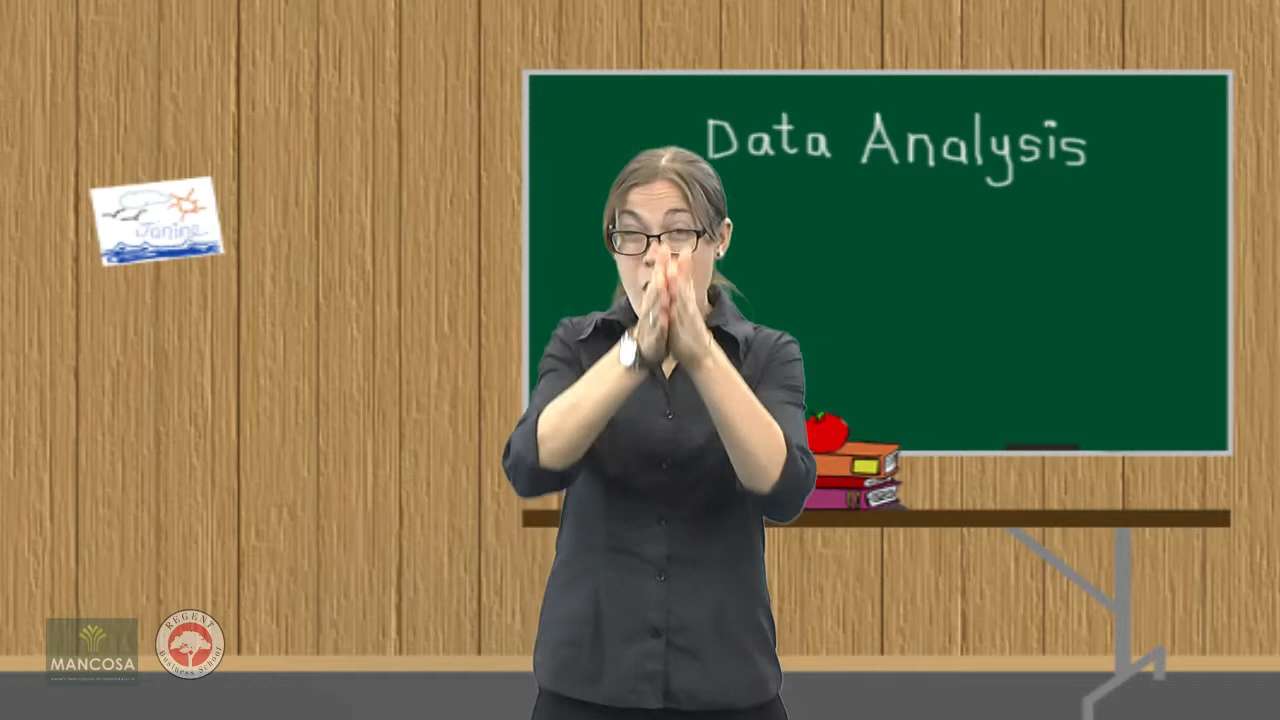 Data Analysis
Janine
MANCOSA
REGENT
Business School